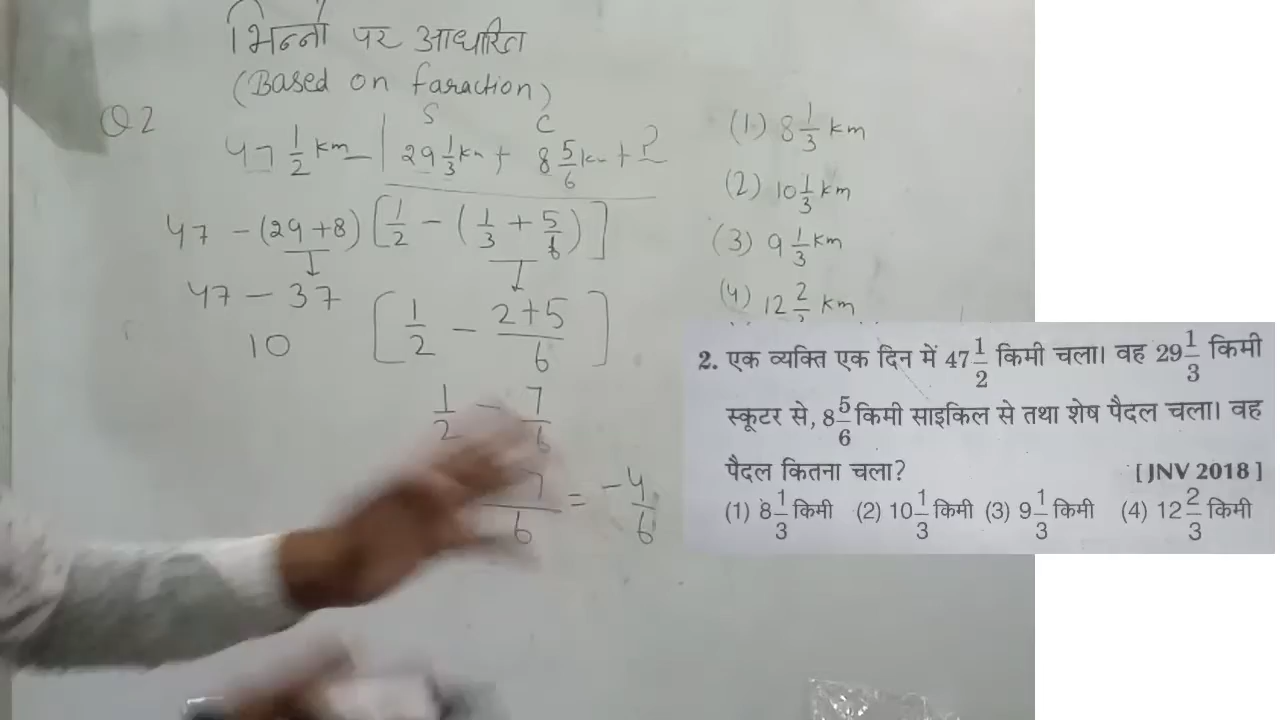 भिन्नो पर आधारित
(Based on faraction)
Q2
S C
47 1/2 km - 29 1/3 km + 8 5/6 km + ?
47 - (29+8) [1/2 - (1/3 + 5/6)]
47 - 37 [1/2 - 2+5/6]
10
1/2 - 7/6
7/6 = -4/6
(1) 8 1/3 km
(2) 10 1/3 km
(3) 9 1/3 km
(4) 12 km
2. एक व्यक्ति एक दिन में 47 1/2 किमी चला। वह 29 1/3 किमी
स्कूटर से, 8 5/6 किमी साइकिल से तथा शेष पैदल चला। वह
पैदल कितना चला? [JNV 2018]
(1) 8 1/3 किमी (2) 10 1/3 किमी (3) 9 1/3 किमी (4) 12 2/3 किमी